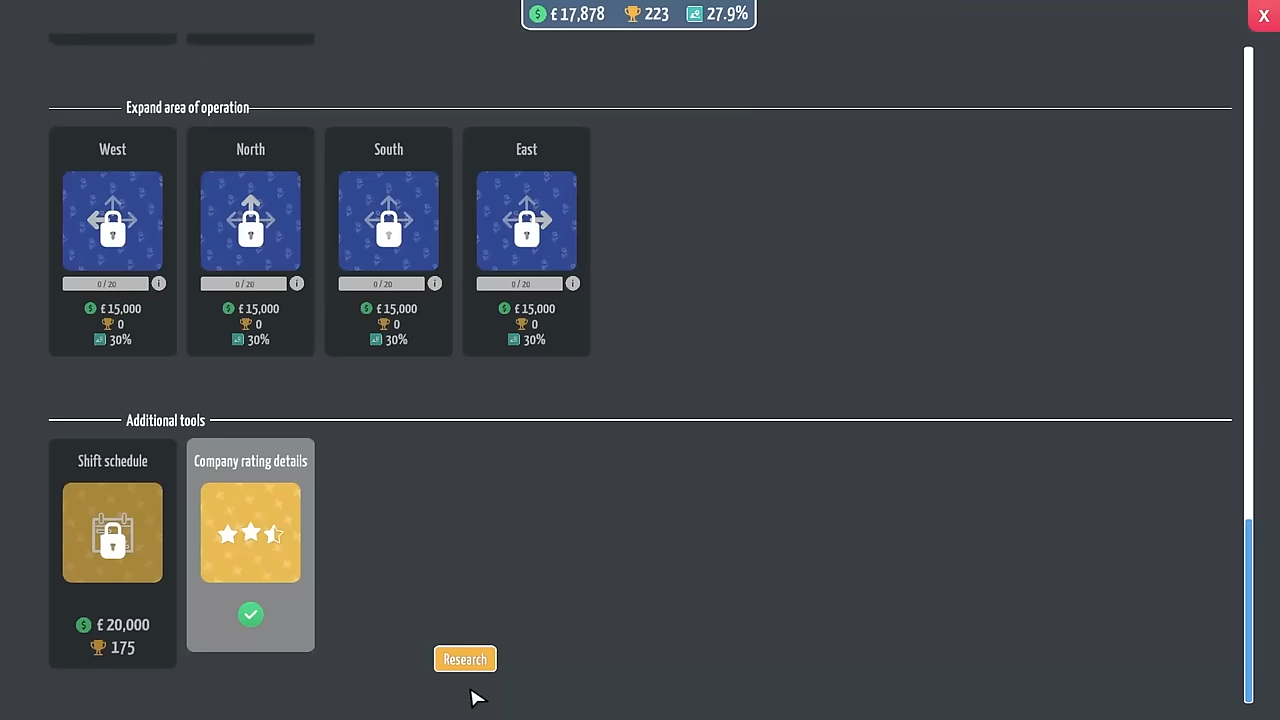 £ 17,878 223 27.9%
X
Expand area of operation
West North South East
0 / 20 i 0 / 20 i 0 / 20 i 0 / 20 i
£ 15,000 £ 15,000 £ 15,000 £ 15,000
0 0 0 0
30% 30% 30% 30%
Additional tools
Shift schedule Company rating details
£ 20,000
175
Research